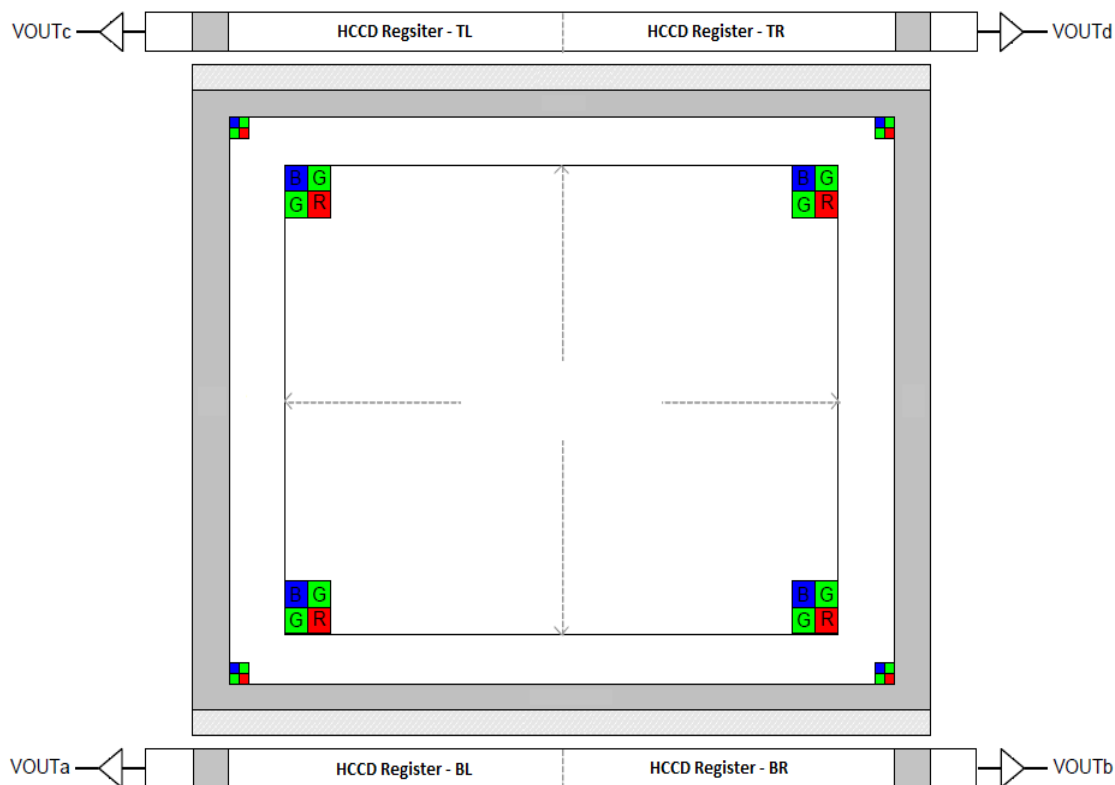 VOUTc HCCD Regsiter - TL HCCD Register - TR VOUTd
B G B G
G R G R
B G B G
G R G R
VOUTa HCCD Register - BL HCCD Register - BR VOUTb